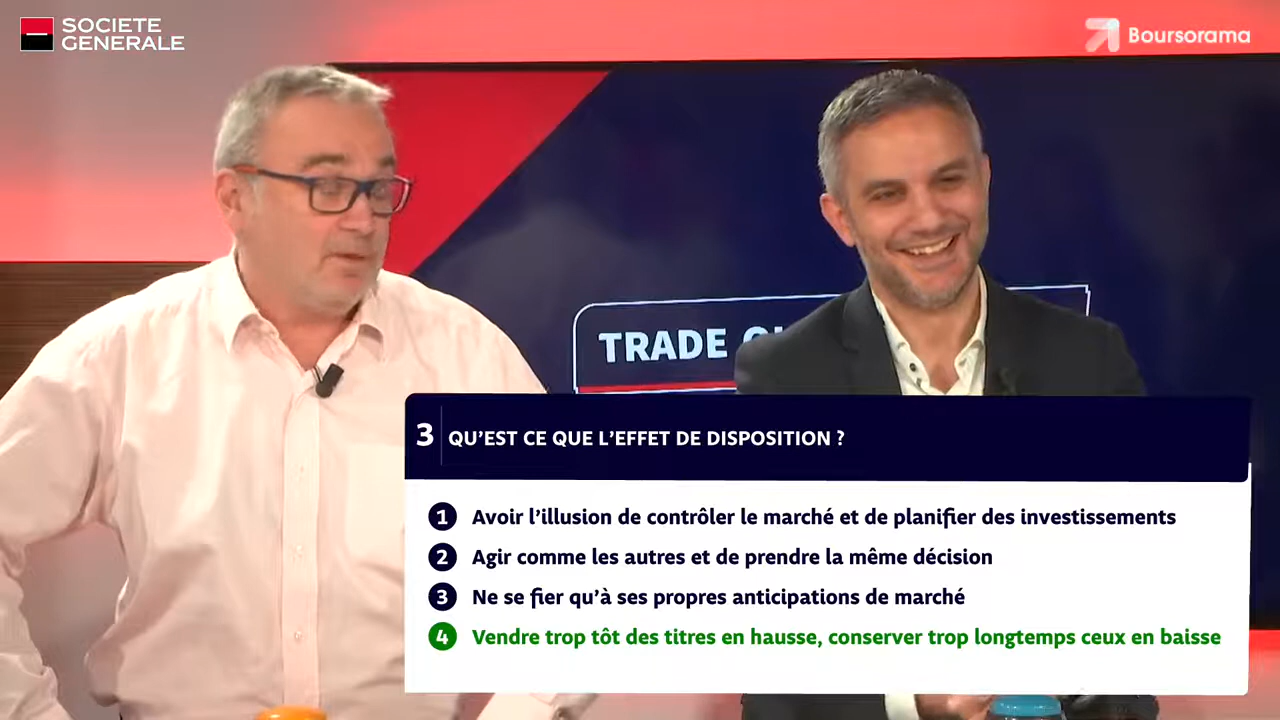 SOCIETE
GENERALE
Boursorama
TRADE
3 QU'EST CE QUE L'EFFET DE DISPOSITION ?
1 Avoir l'illusion de contrôler le marché et de planifier des investissements
2 Agir comme les autres et de prendre la même décision
3 Ne se fier qu'à ses propres anticipations de marché
4 Vendre trop tôt des titres en hausse, conserver trop longtemps ceux en baisse